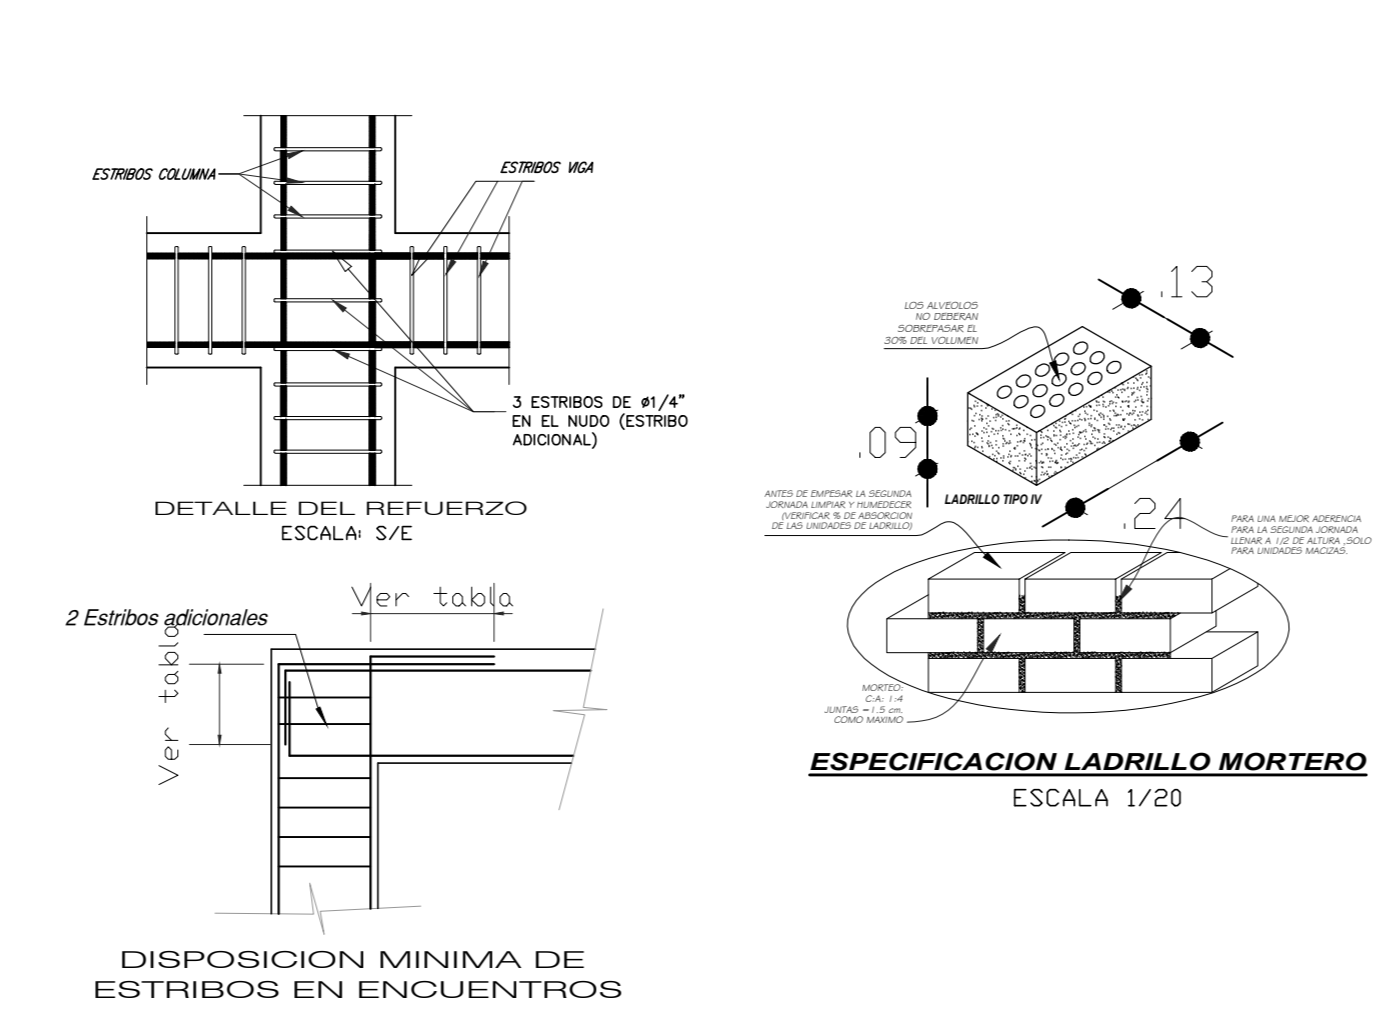 ESTRIBOS COLUMNA
ESTRIBOS VIGA
3 ESTRIBOS DE ø1/4"
EN EL NUDO (ESTRIBO
ADICIONAL)
DETALLE DEL REFUERZO
ESCALA: S/E
Ver tabla
2 Estribos adicionales
Ver tabla
DISPOSICION MINIMA DE
ESTRIBOS EN ENCUENTROS
.13
LOS ALVEOLOS
NO DEBERAN
SOBREPASAR EL
30% DEL VOLUMEN
.09
LADRILLO TIPO IV
.24
ANTES DE EMPESAR LA SEGUNDA
JORNADA LIMPIAR Y HUMEDECER
(VERIFICAR % DE ABSORCION
DE LAS UNIDADES DE LADRILLO)
PARA UNA MEJOR ADERENCIA
PARA LA SEGUNDA JORNADA
LLENAR A 1/2 DE ALTURA ,SOLO
PARA UNIDADES MACIZAS.
MORTEO:
C:A: 1:4
JUNTAS =1.5 cm.
COMO MAXIMO
ESPECIFICACION LADRILLO MORTERO
ESCALA 1/20